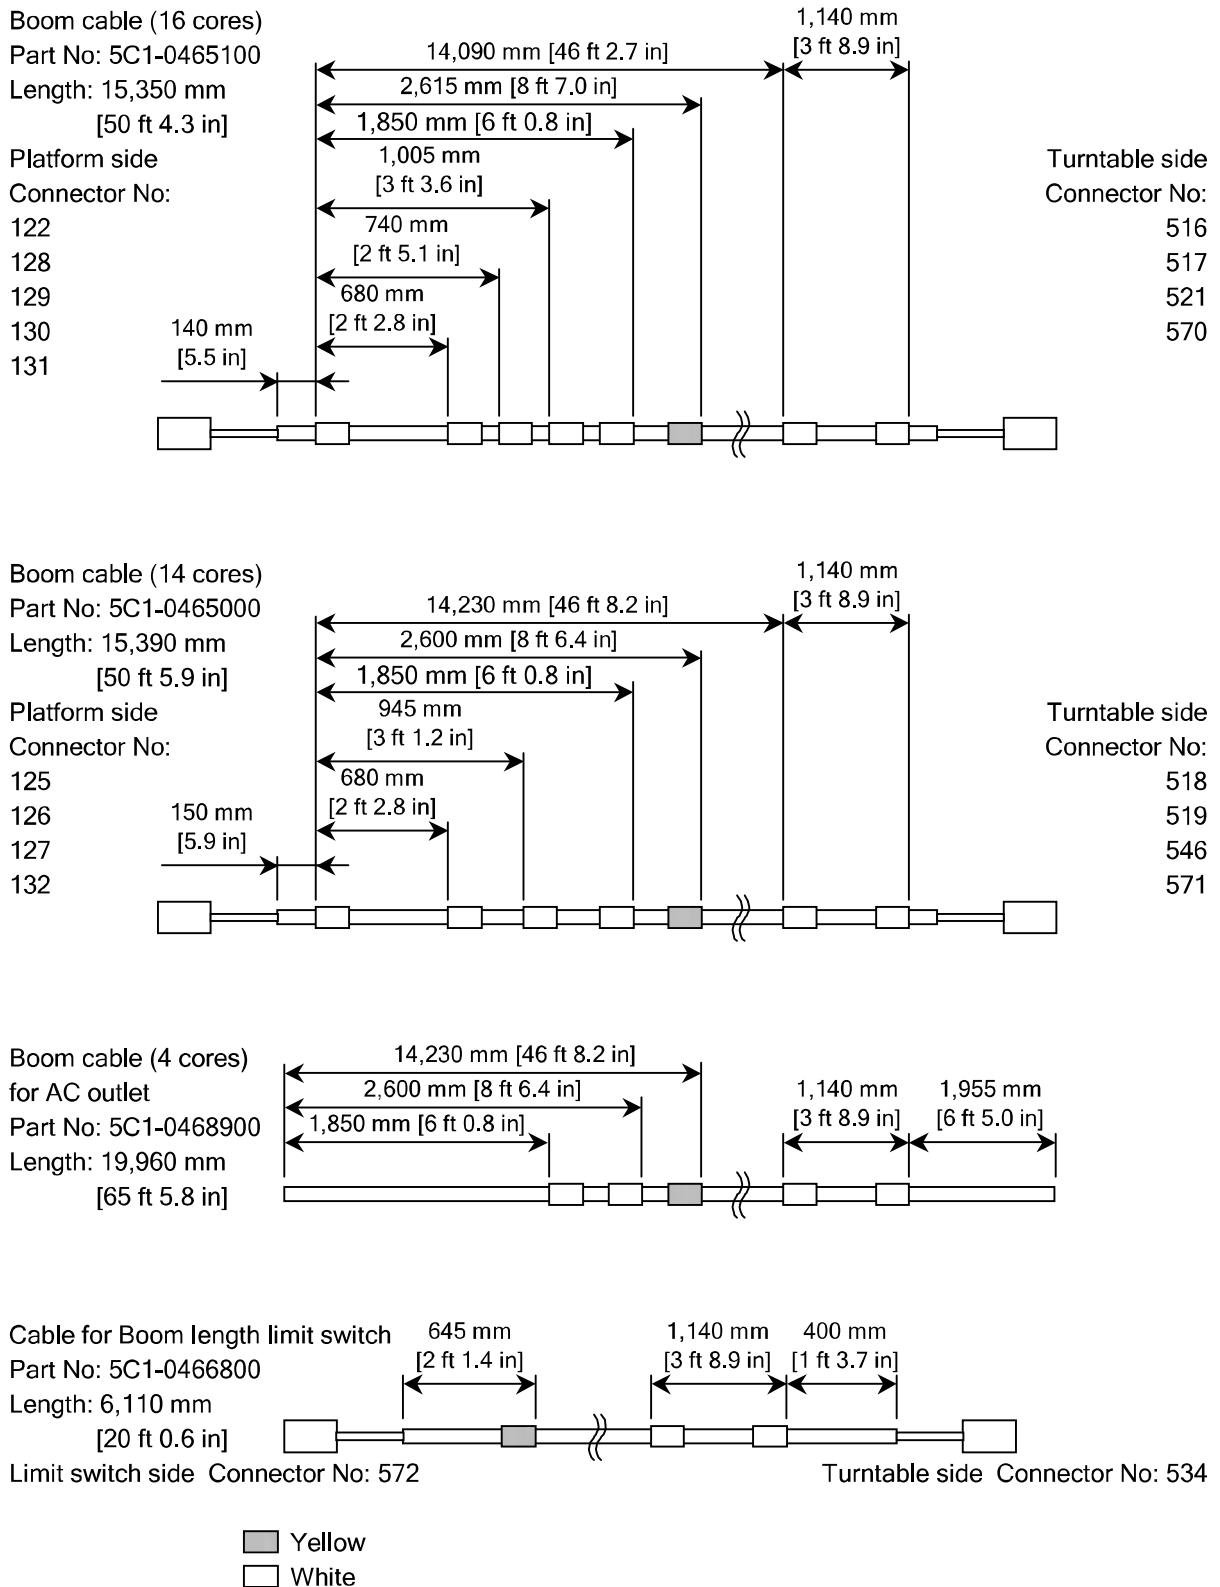 Boom cable (16 cores)
Part No: 5C1-0465100
Length: 15,350 mm
[50 ft 4.3 in]
Platform side
Connector No:
122
128
129
130
131
1,140 mm
[3 ft 8.9 in]
14,090 mm [46 ft 2.7 in]
2,615 mm [8 ft 7.0 in]
1,850 mm [6 ft 0.8 in]
1,005 mm
[3 ft 3.6 in]
740 mm
[2 ft 5.1 in]
680 mm
[2 ft 2.8 in]
140 mm
[5.5 in]
Turntable side
Connector No:
516
517
521
570
Boom cable (14 cores)
Part No: 5C1-0465000
Length: 15,390 mm
[50 ft 5.9 in]
Platform side
Connector No:
125
126
127
132
1,140 mm
[3 ft 8.9 in]
14,230 mm [46 ft 8.2 in]
2,600 mm [8 ft 6.4 in]
1,850 mm [6 ft 0.8 in]
945 mm
[3 ft 1.2 in]
680 mm
[2 ft 2.8 in]
150 mm
[5.9 in]
Turntable side
Connector No:
518
519
546
571
Boom cable (4 cores)
for AC outlet
Part No: 5C1-0468900
Length: 19,960 mm
[65 ft 5.8 in]
14,230 mm [46 ft 8.2 in]
2,600 mm [8 ft 6.4 in]
1,850 mm [6 ft 0.8 in]
1,140 mm
[3 ft 8.9 in]
1,955 mm
[6 ft 5.0 in]
Cable for Boom length limit switch
Part No: 5C1-0466800
Length: 6,110 mm
[20 ft 0.6 in]
645 mm
[2 ft 1.4 in]
1,140 mm
[3 ft 8.9 in]
400 mm
[1 ft 3.7 in]
Limit switch side Connector No: 572
Turntable side Connector No: 534
Yellow
White